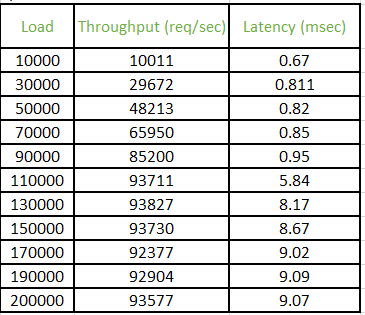 Load Throughput (req/sec) Latency (msec)
10000 10011 0.67
30000 29672 0.811
50000 48213 0.82
70000 65950 0.85
90000 85200 0.95
110000 93711 5.84
130000 93827 8.17
150000 93730 8.67
170000 92377 9.02
190000 92904 9.09
200000 93577 9.07